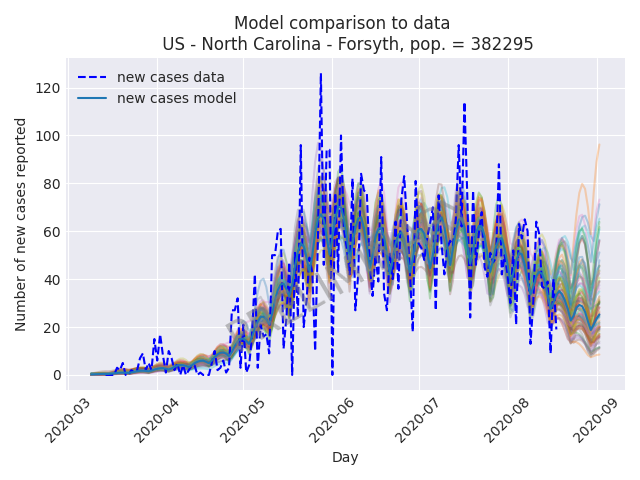 Model comparison to data
US - North Carolina - Forsyth, pop. = 382295
new cases data
new cases model
Number of new cases reported
120
100
80
60
40
20
0
2020-03
2020-04
2020-05
2020-06
2020-07
2020-08
2020-09
Day